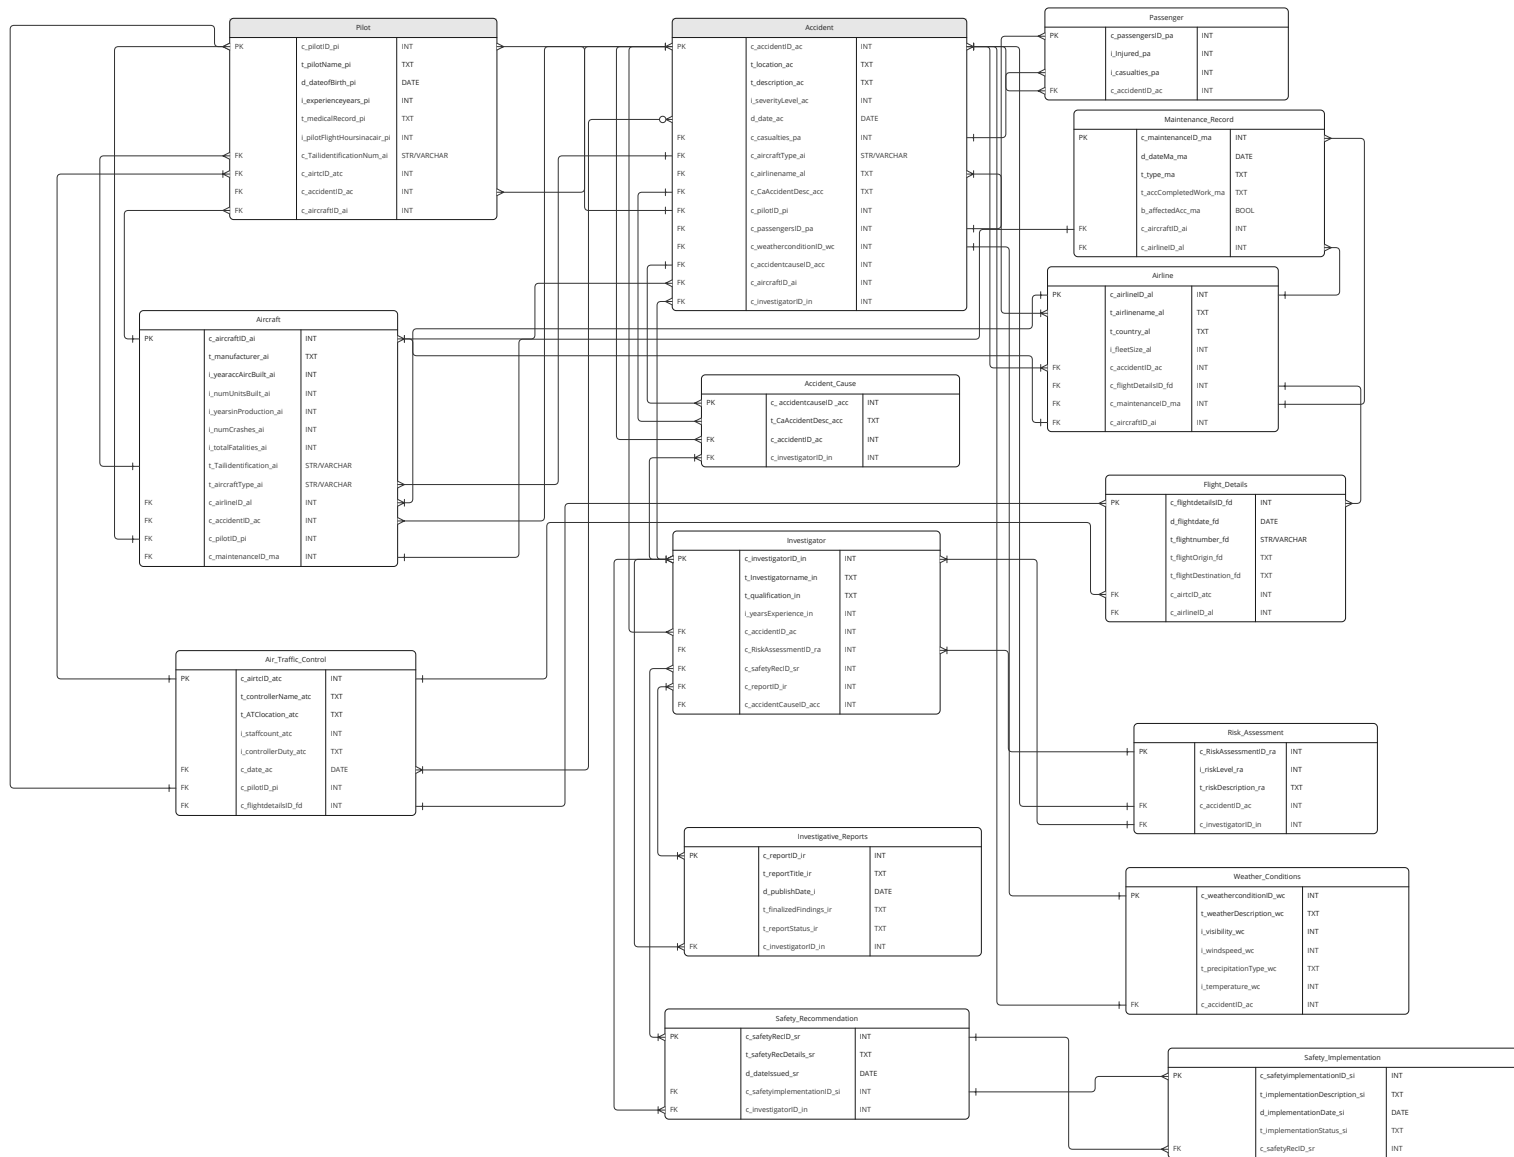 Pilot
PK c_pilotID_pi INT
t_pilotName_pi TXT
d_dateofBirth_pi DATE
i_experienceyears_pi INT
t_medicalRecord_pi TXT
i_pilotFlightHoursinacair_pi INT
FK c_TailidentificationNum_ai STR/VARCHAR
FK c_airtcID_atc INT
FK c_accidentID_ac INT
FK c_aircraftID_ai INT
Accident
PK c_accidentID_ac INT
t_location_ac TXT
t_description_ac TXT
i_severityLevel_ac INT
d_date_ac DATE
FK c_casualties_pa INT
FK c_aircraftType_ai STR/VARCHAR
FK c_airlinename_al TXT
FK c_CaAccidentDesc_acc TXT
FK c_pilotID_pi INT
FK c_passengersID_pa INT
FK c_weatherconditionID_wc INT
FK c_accidentcauseID_acc INT
FK c_aircraftID_ai INT
FK c_investigatorID_in INT
Passenger
PK c_passengersID_pa INT
i_Injured_pa INT
i_casualties_pa INT
FK c_accidentID_ac INT
Maintenance_Record
PK c_maintenanceID_ma INT
d_dateMa_ma DATE
t_type_ma TXT
t_accCompletedWork_ma TXT
b_affectedAcc_ma BOOL
FK c_aircraftID_ai INT
FK c_airlineID_al INT
Airline
PK c_airlineID_al INT
t_airlinename_al TXT
t_country_al TXT
i_fleetSize_al INT
FK c_accidentID_ac INT
FK c_flightDetailsID_fd INT
FK c_maintenanceID_ma INT
FK c_aircraftID_ai INT
Aircraft
PK c_aircraftID_ai INT
t_manufacturer_ai TXT
i_yearaccAircBuilt_ai INT
i_numUnitsBuilt_ai INT
i_yearsinProduction_ai INT
i_numCrashes_ai INT
i_totalFatalities_ai INT
t_Tailidentification_ai STR/VARCHAR
t_aircraftType_ai STR/VARCHAR
FK c_airlineID_al INT
FK c_accidentID_ac INT
FK c_pilotID_pi INT
FK c_maintenanceID_ma INT
Accident_Cause
PK c_ accidentcauseID _acc INT
t_CaAccidentDesc_acc TXT
FK c_accidentID_ac INT
FK c_investigatorID_in INT
Flight_Details
PK c_flightdetailsID_fd INT
d_flightdate_fd DATE
t_flightnumber_fd STR/VARCHAR
t_flightOrigin_fd TXT
t_flightDestination_fd TXT
FK c_airtcID_atc INT
FK c_airlineID_al INT
Investigator
PK c_investigatorID_in INT
t_Investigatorname_in TXT
t_qualification_in TXT
i_yearsExperience_in INT
FK c_accidentID_ac INT
FK c_RiskAssessmentID_ra INT
FK c_safetyRecID_sr INT
FK c_reportID_ir INT
FK c_accidentCauseID_acc INT
Air_Traffic_Control
PK c_airtcID_atc INT
t_controllerName_atc TXT
t_ATClocation_atc TXT
i_staffcount_atc INT
i_controllerDuty_atc TXT
FK c_date_ac DATE
FK c_pilotID_pi INT
FK c_flightdetailsID_fd INT
Risk_Assessment
PK c_RiskAssessmentID_ra INT
i_riskLevel_ra INT
t_riskDescription_ra TXT
FK c_accidentID_ac INT
FK c_investigatorID_in INT
Investigative_Reports
PK c_reportID_ir INT
t_reportTitle_ir TXT
d_publishDate_i DATE
t_finalizedFindings_ir TXT
t_reportStatus_ir TXT
FK c_investigatorID_in INT
Weather_Conditions
PK c_weatherconditionID_wc INT
t_weatherDescription_wc TXT
i_visibility_wc INT
i_windspeed_wc INT
t_precipitationType_wc TXT
i_temperature_wc INT
FK c_accidentID_ac INT
Safety_Recommendation
PK c_safetyRecID_sr INT
t_safetyRecDetails_sr TXT
d_dateIssued_sr DATE
FK c_safetyimplementationID_si INT
FK c_investigatorID_in INT
Safety_Implementation
PK c_safetyimplementationID_si INT
t_implementationDescription_si TXT
d_implementationDate_si DATE
t_implementationStatus_si TXT
FK c_safetyRecID_sr INT